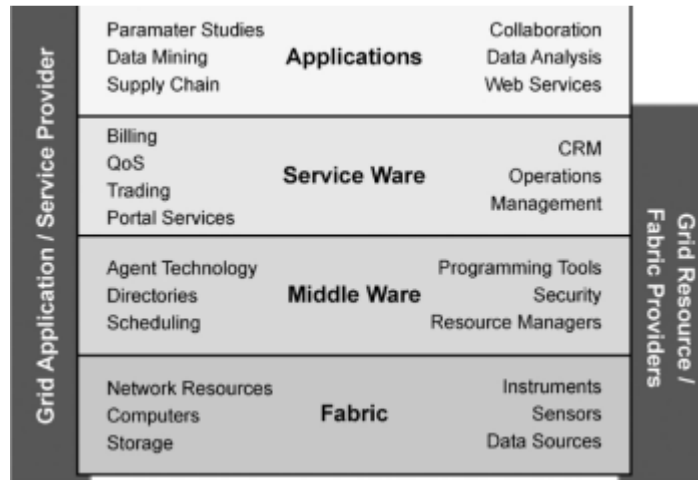 Grid Application / Service Provider
Paramater Studies
Data Mining
Supply Chain
Applications
Collaboration
Data Analysis
Web Services
Billing
QoS
Trading
Portal Services
Service Ware
CRM
Operations
Management
Agent Technology
Directories
Scheduling
Middle Ware
Programming Tools
Security
Resource Managers
Network Resources
Computers
Storage
Fabric
Instruments
Sensors
Data Sources
Grid Resource /
Fabric Providers